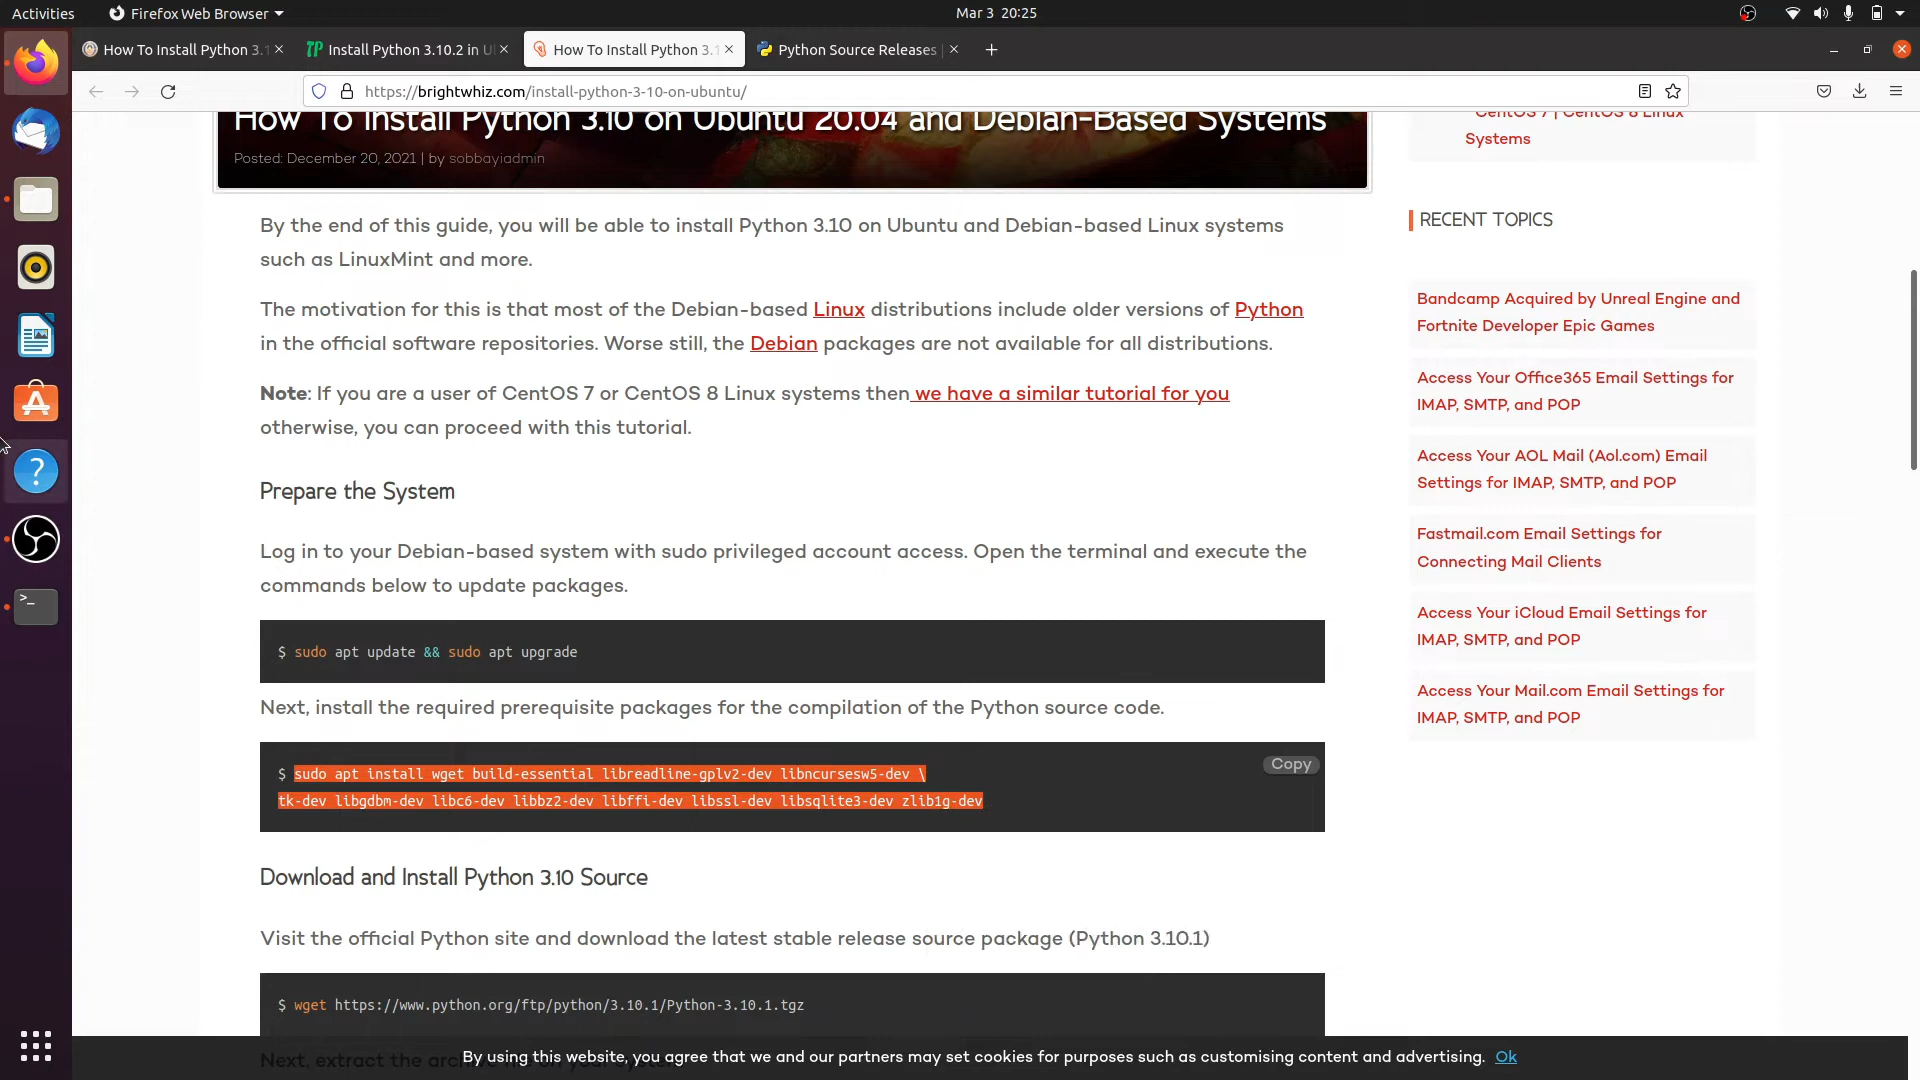 Activities
Firefox Web Browser
Mar 3 20:25
How To Install Python 3.1
Install Python 3.10.2 in U
How To Install Python 3.1
Python Source Releases
https://brightwhiz.com/install-python-3-10-on-ubuntu/
How To Install Python 3.10 on Ubuntu 20.04 and Debian-Based Systems
Posted: December 20, 2021 | by sobbayiadmin
By the end of this guide, you will be able to install Python 3.10 on Ubuntu and Debian-based Linux systems
such as LinuxMint and more.
The motivation for this is that most of the Debian-based Linux distributions include older versions of Python
in the official software repositories. Worse still, the Debian packages are not available for all distributions.
Note: If you are a user of CentOS 7 or CentOS 8 Linux systems then we have a similar tutorial for you
otherwise, you can proceed with this tutorial.
Prepare the System
Log in to your Debian-based system with sudo privileged account access. Open the terminal and execute the
commands below to update packages.
$ sudo apt update && sudo apt upgrade
Next, install the required prerequisite packages for the compilation of the Python source code.
Copy
$ sudo apt install wget build-essential libreadline-gplv2-dev libncursesw5-dev \
tk-dev libgdbm-dev libc6-dev libbz2-dev libffi-dev libssl-dev libsqlite3-dev zlib1g-dev
Download and Install Python 3.10 Source
Visit the official Python site and download the latest stable release source package (Python 3.10.1)
$ wget https://www.python.org/ftp/python/3.10.1/Python-3.10.1.tgz
CentOS 7 | CentOS 8 Linux
Systems
RECENT TOPICS
Bandcamp Acquired by Unreal Engine and
Fortnite Developer Epic Games
Access Your Office365 Email Settings for
IMAP, SMTP, and POP
Access Your AOL Mail (Aol.com) Email
Settings for IMAP, SMTP, and POP
Fastmail.com Email Settings for
Connecting Mail Clients
Access Your iCloud Email Settings for
IMAP, SMTP, and POP
Access Your Mail.com Email Settings for
IMAP, SMTP, and POP
Next, extract the
By using this website, you agree that we and our partners may set cookies for purposes such as customising content and advertising. Ok